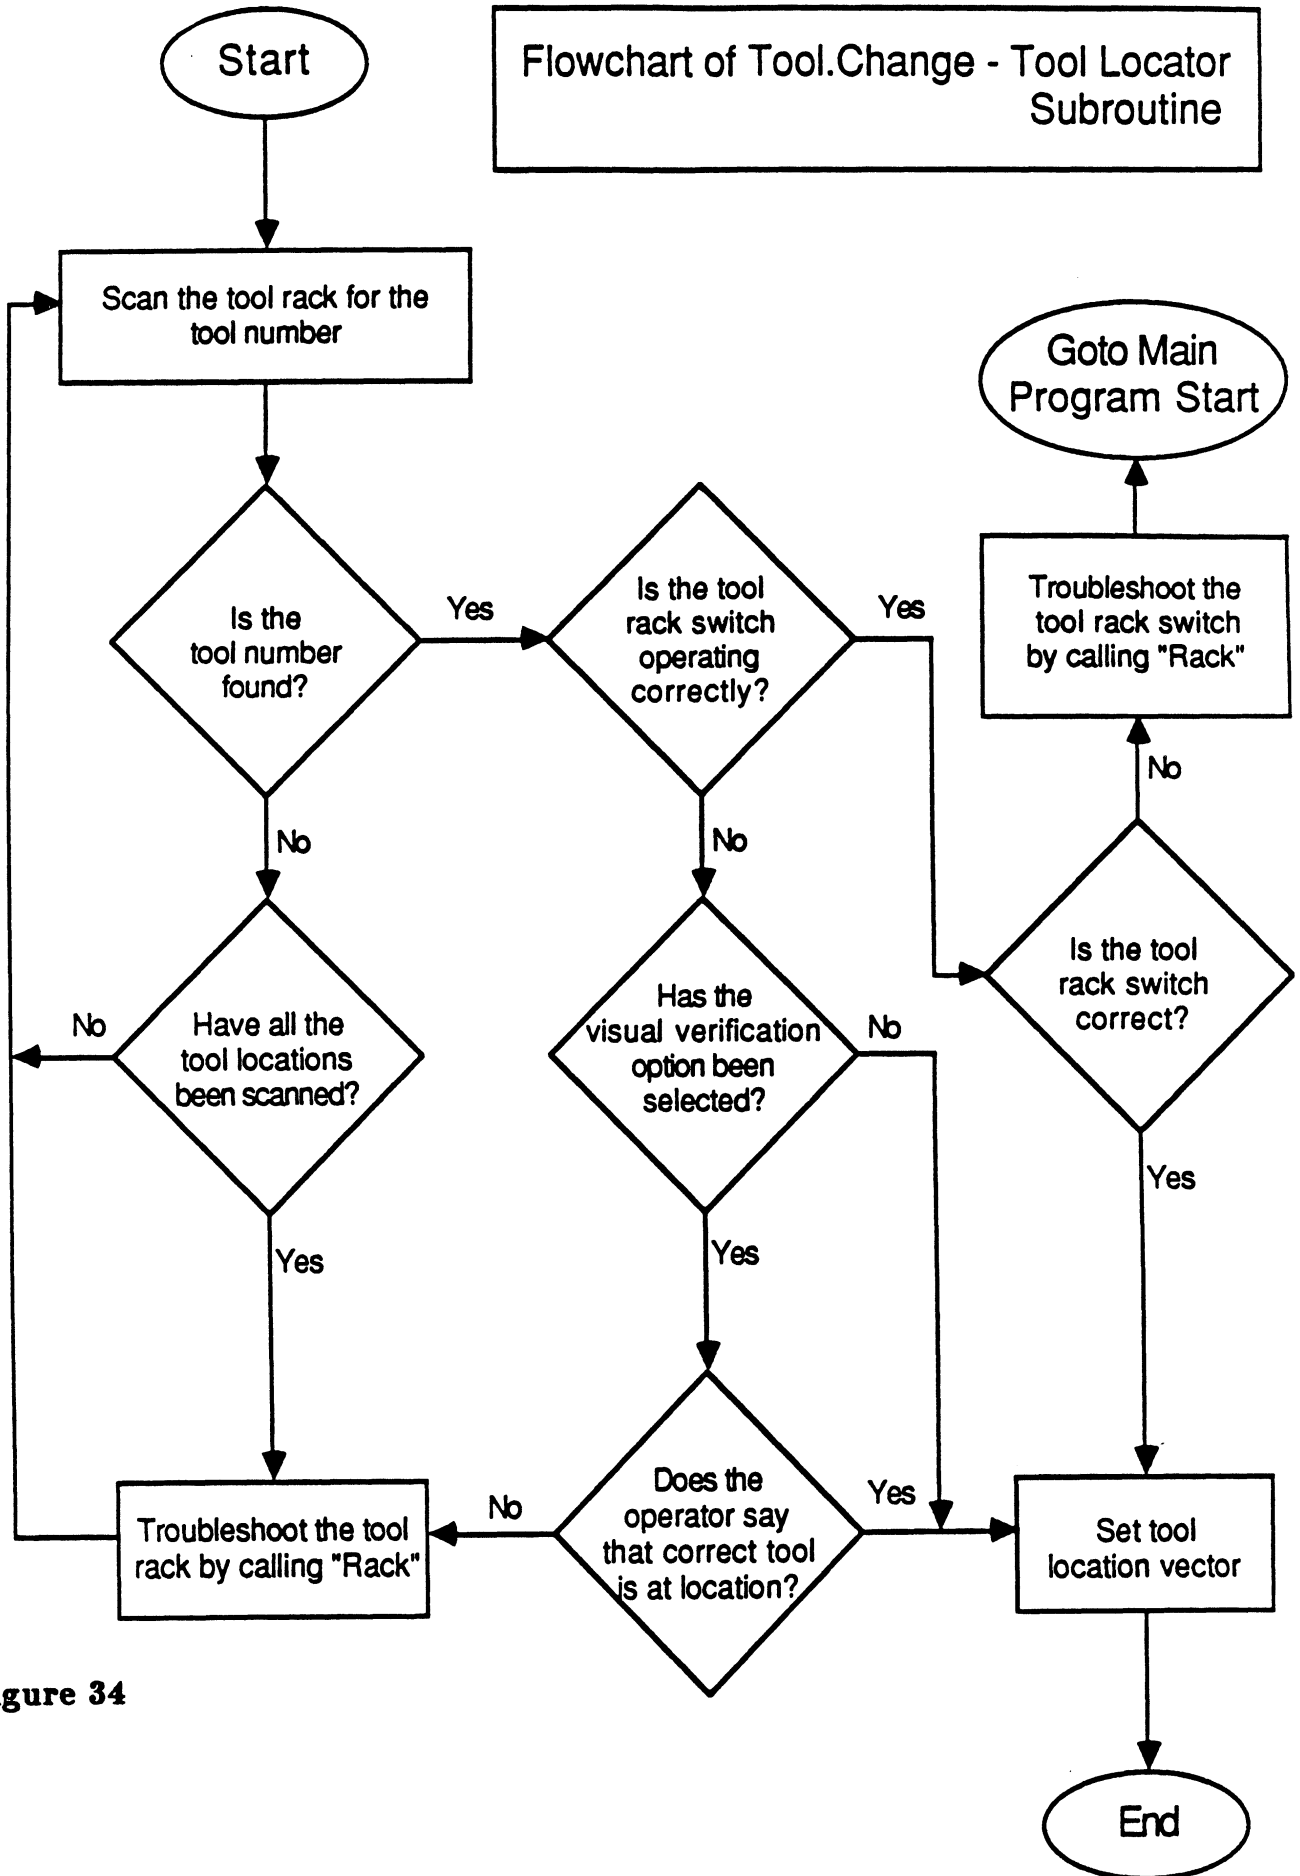 Start
Flowchart of Tool.Change - Tool Locator
Subroutine
Scan the tool rack for the
tool number
Goto Main
Program Start
Is the
tool number
found?
Yes
Is the tool
rack switch
operating
correctly?
Yes
Troubleshoot the
tool rack switch
by calling "Rack"
No
No
No
Have all the
tool locations
been scanned?
No
Has the
visual verification
option been
selected?
No
Is the tool
rack switch
correct?
Yes
Yes
Yes
Troubleshoot the tool
rack by calling "Rack"
No
Does the
operator say
that correct tool
is at location?
Yes
Set tool
location vector
gure 34
End